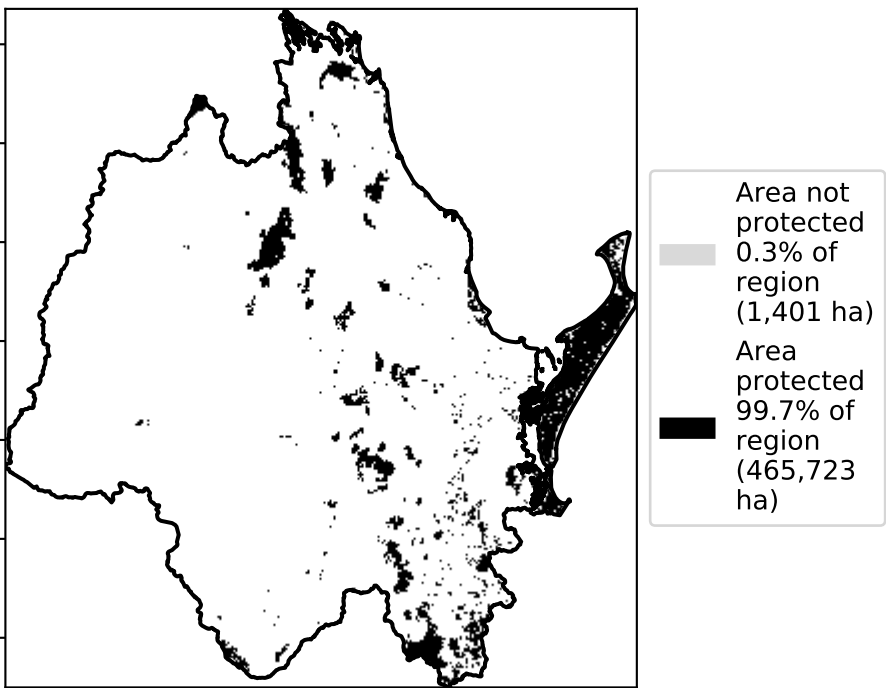 Area not
protected
0.3% of
region
(1,401 ha)
Area
protected
99.7% of
region
(465,723
ha)